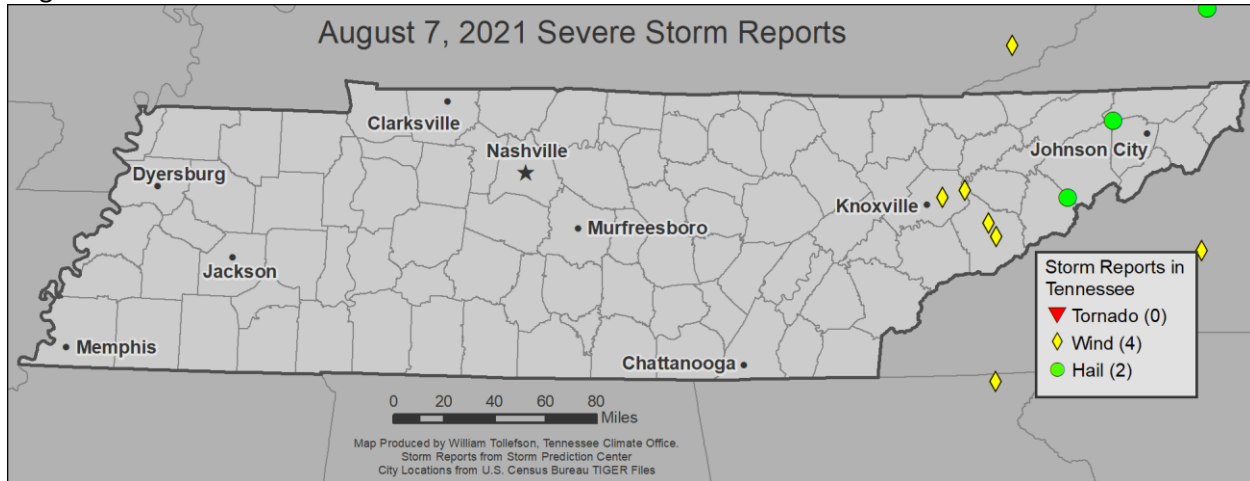 August 7, 2021 Severe Storm Reports
Clarksville
Nashville
Johnson City
Dyersburg
Knoxville
Murfreesboro
Jackson
Memphis
Chattanooga
Storm Reports in
Tennessee
Tornado (0)
Wind (4)
Hail (2)
0 20 40 60 80
Miles
Map Produced by William Tollefson, Tennessee Climate Office.
Storm Reports from Storm Prediction Center
City Locations from U.S. Census Bureau TIGER Files